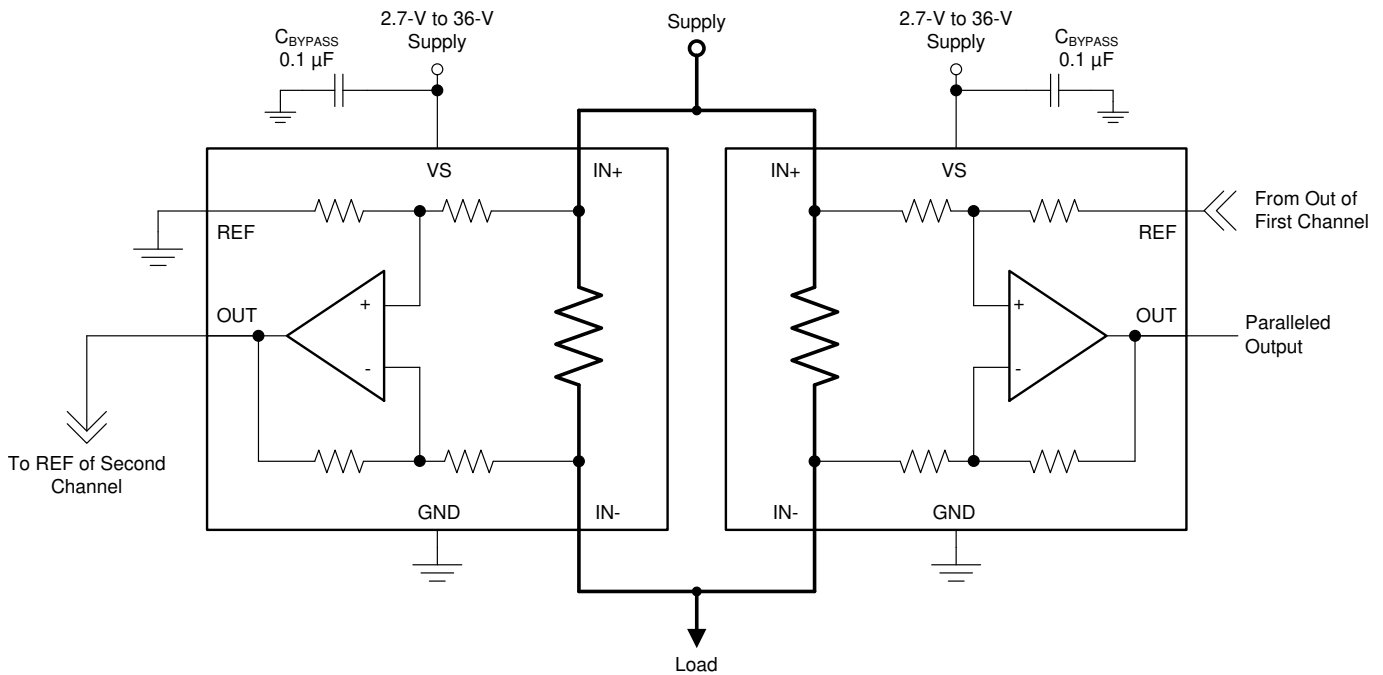 2.7-V to 36-V
Supply
C_BYPASS
0.1 µF
Supply
2.7-V to 36-V
Supply
C_BYPASS
0.1 µF
VS
IN+
REF
OUT
+
-
To REF of Second
Channel
GND
IN-
IN+
VS
REF
From Out of
First Channel
+
-
OUT
Paralleled
Output
IN-
GND
Load